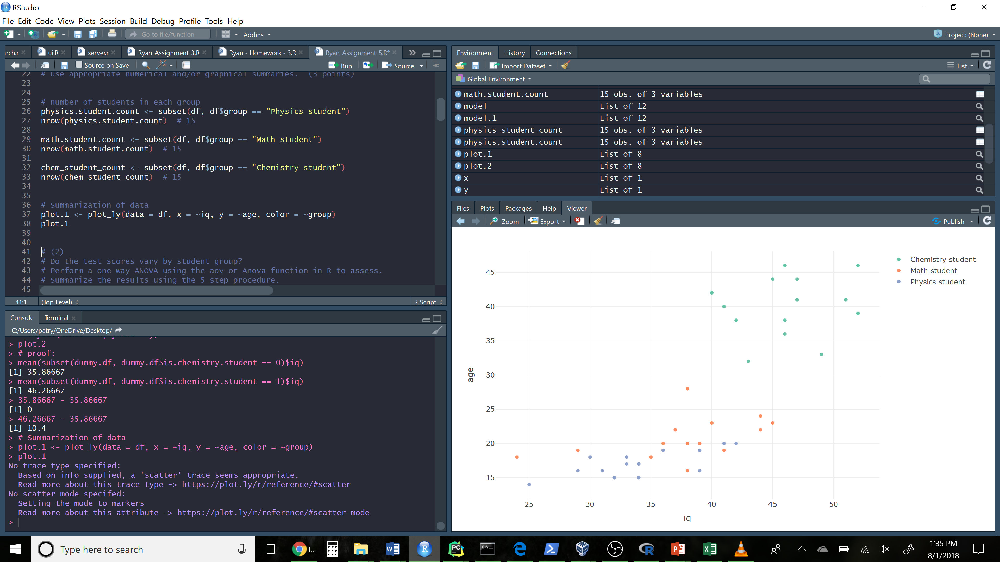 RStudio
File Edit Code View Plots Session Build Debug Profile Tools Help
Go to file/function Addins Project: (None)
rch.r ui.R server.r Ryan_Assignment_3.R Ryan - Homework - 3.R Ryan_Assignment_5.R*
Source on Save Run Source
22 # Use appropriate numerical and/or graphical summaries. (3 points)
23
24
25 # number of students in each group
26 physics.student.count <- subset(df, df$group == "Physics student")
27 nrow(physics.student.count) # 15
28
29 math.student.count <- subset(df, df$group == "Math student")
30 nrow(math.student.count) # 15
31
32 chem_student_count <- subset(df, df$group == "Chemistry student")
33 nrow(chem_student_count) # 15
34
35
36 # Summarization of data
37 plot.1 <- plot_ly(data = df, x = ~iq, y = ~age, color = ~group)
38 plot.1
39
40
41 # (2)
42 # Do the test scores vary by student group?
43 # Perform a one way ANOVA using the aov or Anova function in R to assess.
44 # Summarize the results using the 5 step procedure.
45
41:1 (Top Level) R Script
Console Terminal
C:/Users/patry/OneDrive/Desktop/
> plot.2
> # proof:
> mean(subset(dummy.df, dummy.df$is.chemistry.student == 0)$iq)
[1] 35.86667
> mean(subset(dummy.df, dummy.df$is.chemistry.student == 1)$iq)
[1] 46.26667
> 35.86667 - 35.86667
[1] 0
> 46.26667 - 35.86667
[1] 10.4
> # Summarization of data
> plot.1 <- plot_ly(data = df, x = ~iq, y = ~age, color = ~group)
> plot.1
No trace type specified:
Based on info supplied, a 'scatter' trace seems appropriate.
Read more about this trace type -> https://plot.ly/r/reference/#scatter
No scatter mode specifed:
Setting the mode to markers
Read more about this attribute -> https://plot.ly/r/reference/#scatter-mode
>
Environment History Connections
Import Dataset List
Global Environment
math.student.count 15 obs. of 3 variables
model List of 12
model.1 List of 12
physics_student_count 15 obs. of 3 variables
physics.student.count 15 obs. of 3 variables
plot.1 List of 8
plot.2 List of 8
x List of 1
y List of 1
Files Plots Packages Help Viewer
Zoom Export Publish
Chemistry student
Math student
Physics student
45
40
35
30
25
20
15
age
25 30 35 40 45 50
iq
Type here to search
I...
1:35 PM
8/1/2018